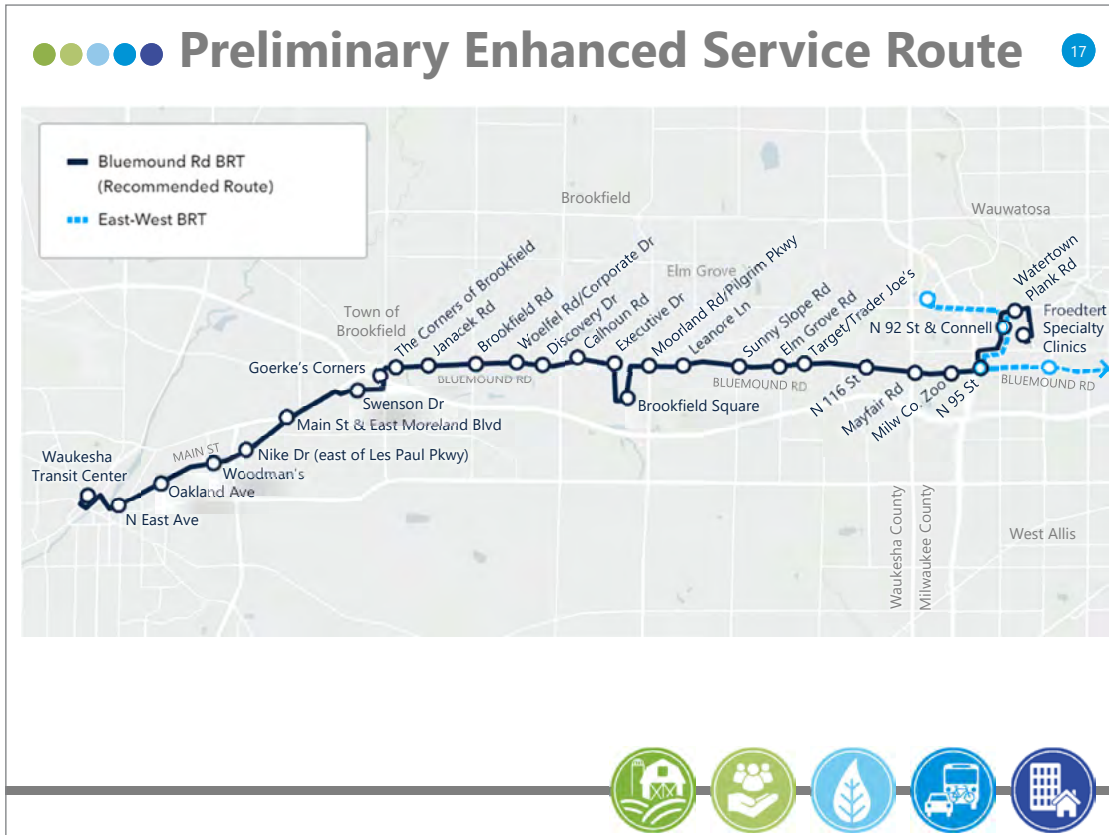 Preliminary Enhanced Service Route
17
Bluemound Rd BRT
(Recommended Route)
East-West BRT
Brookfield
Wauwatosa
Elm Grove
Town of
Brookfield
The Corners of Brookfield
Janacek Rd
Brookfield Rd
Woelfel Rd/Corporate Dr
Discovery Dr
Calhoun Rd
Executive Dr
Moorland Rd/Pilgrim Pkwy
Leanore Ln
Sunny Slope Rd
Elm Grove Rd
Target/Trader Joe's
Watertown
Plank Rd
N 92 St & Connell
Froedtert
Specialty
Clinics
Goerke's Corners
BLUEMOUND RD
BLUEMOUND RD
BLUEMOUND RD
Swenson Dr
Brookfield Square
N 116 St
Mayfair Rd
Milw Co. Zoo
N 95 St
Main St & East Moreland Blvd
MAIN ST
Nike Dr (east of Les Paul Pkwy)
Waukesha
Transit Center
Woodman's
Oakland Ave
N East Ave
Waukesha County
Milwaukee County
West Allis